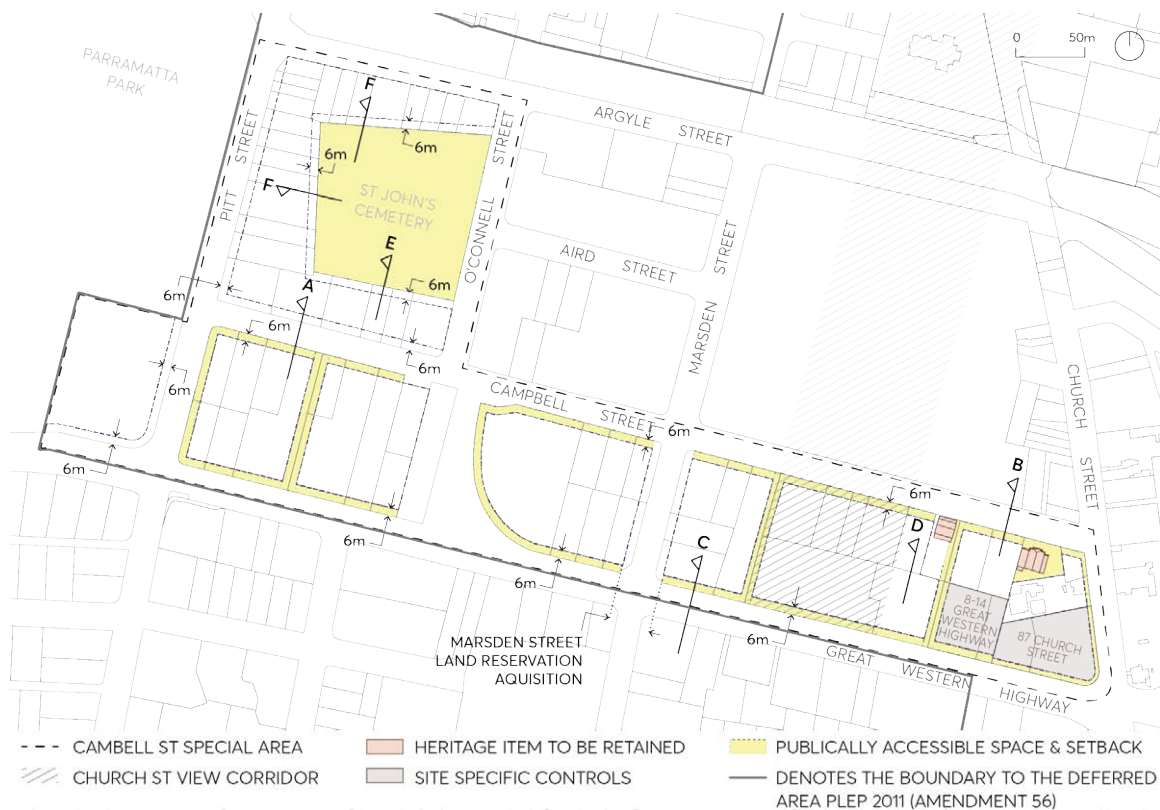 PARRAMATTA
PARK
0 50m
ARGYLE STREET
PITT STREET
F
6m
6m
F
ST JOHN'S
CEMETERY
O'CONNELL STREET
E
6m
AIRD STREET
MARSDEN STREET
A
6m
6m
6m
6m
6m
6m
CAMPBELL STREET
6m
6m
CHURCH STREET
B
6m
D
C
6m
8-14
GREAT
WESTERN
HIGHWAY
87 CHURCH
STREET
MARSDEN STREET
LAND RESERVATION
AQUISITION
GREAT WESTERN HIGHWAY
CAMBELL ST SPECIAL AREA
CHURCH ST VIEW CORRIDOR
HERITAGE ITEM TO BE RETAINED
SITE SPECIFIC CONTROLS
PUBLICALLY ACCESSIBLE SPACE & SETBACK
DENOTES THE BOUNDARY TO THE DEFERRED
AREA PLEP 2011 (AMENDMENT 56)